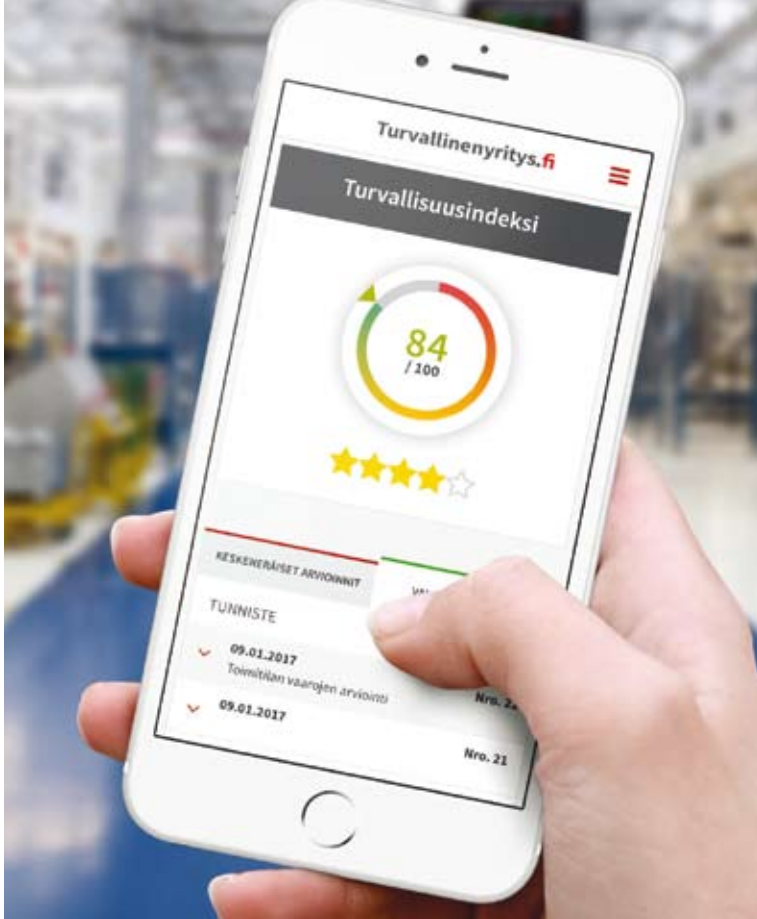 Turvallinenyritys.fi
Turvallisuusindeksi
84
/ 100
KESKENERÄISET ARVIOINNIT
TUNNISTE
09.01.2017
Toimitilan vaarojen arviointi
09.01.2017
Nro. 21